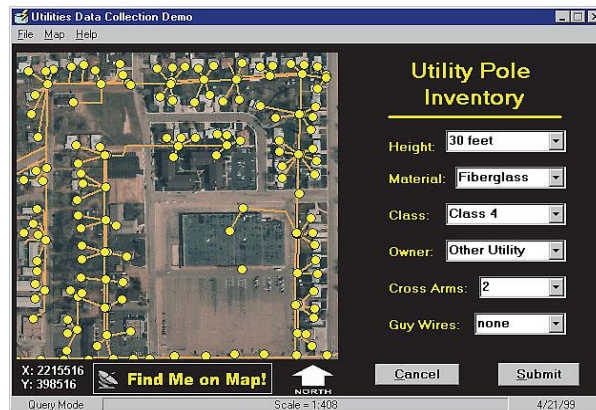 Utilities Data Collection Demo
File Map Help
Utility Pole
Inventory
Height: 30 feet
Material: Fiberglass
Class: Class 4
Owner: Other Utility
Cross Arms: 2
Guy Wires: none
Cancel Submit
X: 2215516
Y: 398516
Find Me on Map!
NORTH
Query Mode Scale = 1:408 4/21/99